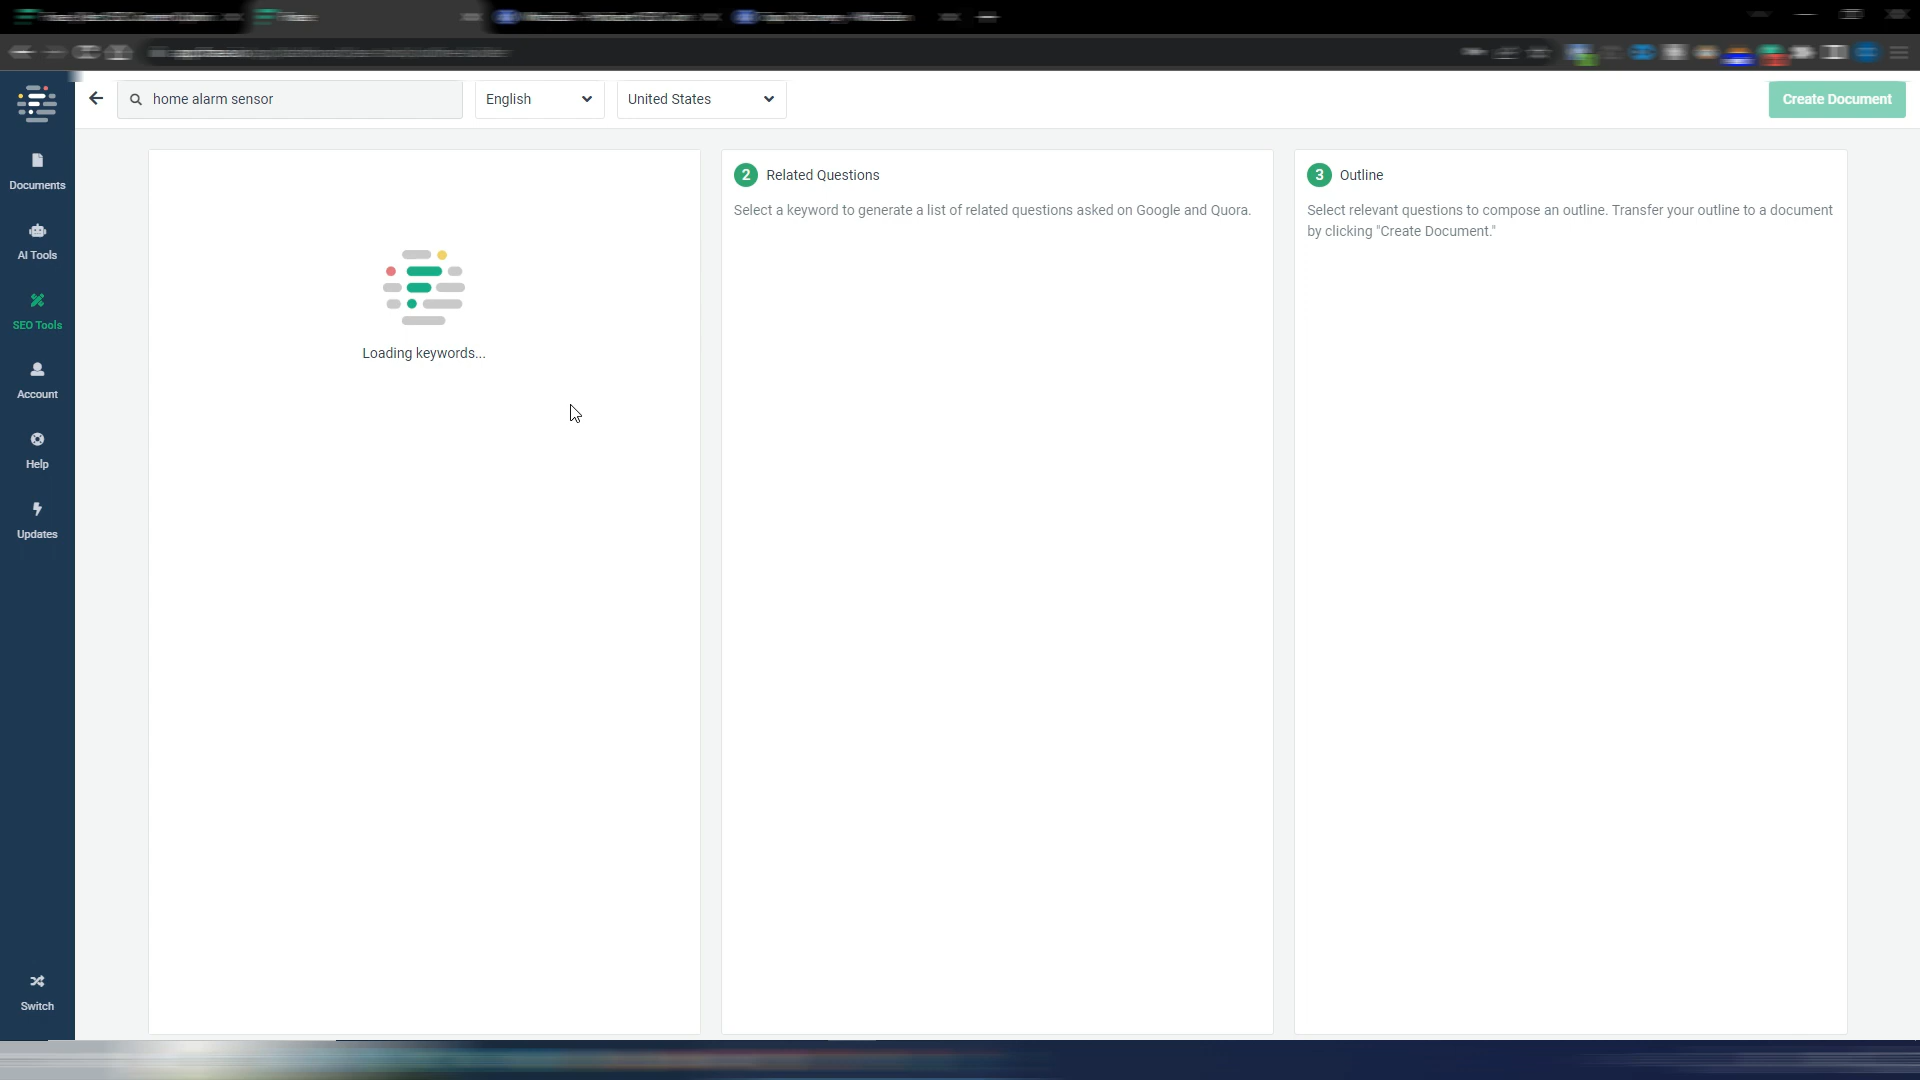 home alarm sensor
English
United States
Create Document
Documents
AI Tools
SEO Tools
Account
Help
Updates
Switch
Loading keywords...
2 Related Questions
Select a keyword to generate a list of related questions asked on Google and Quora.
3 Outline
Select relevant questions to compose an outline. Transfer your outline to a document
by clicking "Create Document."